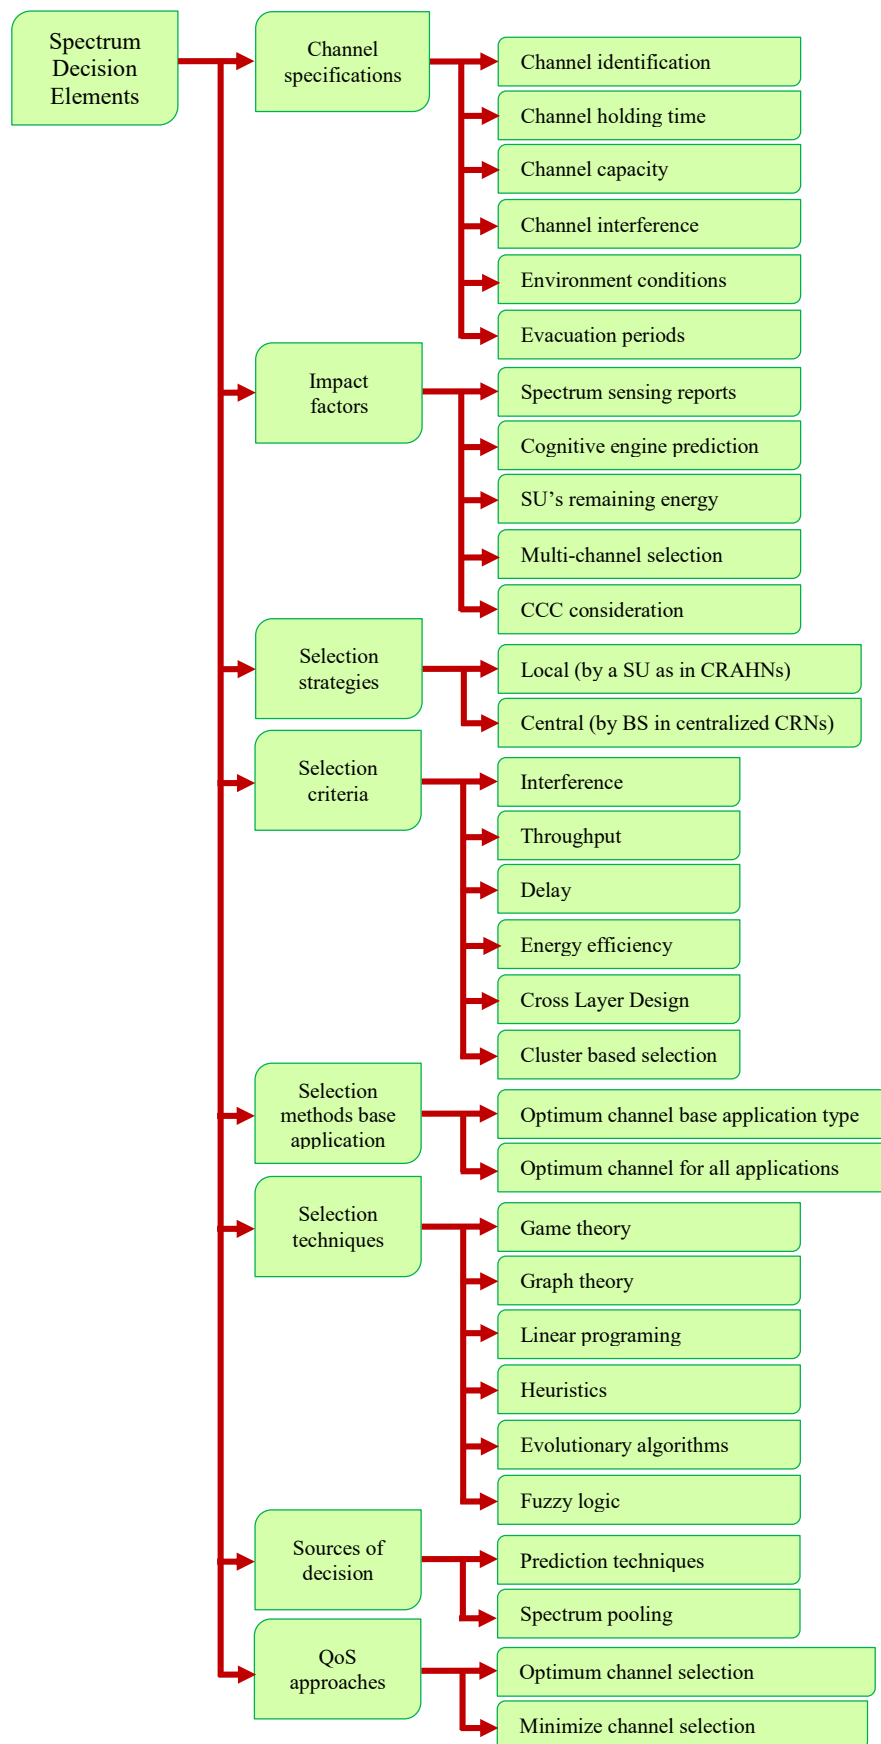 Spectrum
Decision
Elements
Channel
specifications
Channel identification
Channel holding time
Channel capacity
Channel interference
Environment conditions
Evacuation periods
Impact
factors
Spectrum sensing reports
Cognitive engine prediction
SU’s remaining energy
Multi-channel selection
CCC consideration
Selection
strategies
Local (by a SU as in CRAHNs)
Central (by BS in centralized CRNs)
Selection
criteria
Interference
Throughput
Delay
Energy efficiency
Cross Layer Design
Cluster based selection
Selection
methods base
application
Optimum channel base application type
Optimum channel for all applications
Selection
techniques
Game theory
Graph theory
Linear programing
Heuristics
Evolutionary algorithms
Fuzzy logic
Sources of
decision
Prediction techniques
Spectrum pooling
QoS
approaches
Optimum channel selection
Minimize channel selection